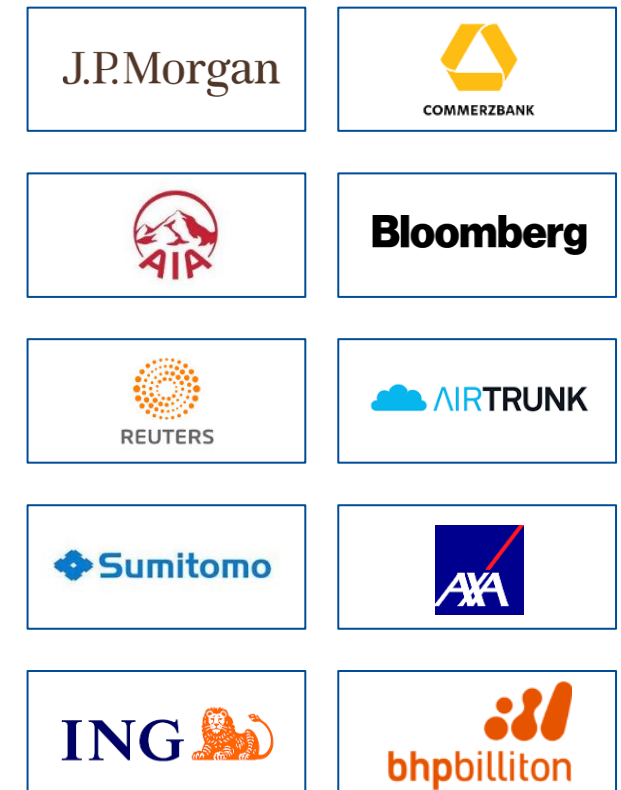 J.P.Morgan
COMMERZBANK
AIA
Bloomberg
REUTERS
AIRTRUNK
Sumitomo
AXA
ING
bhpbilliton